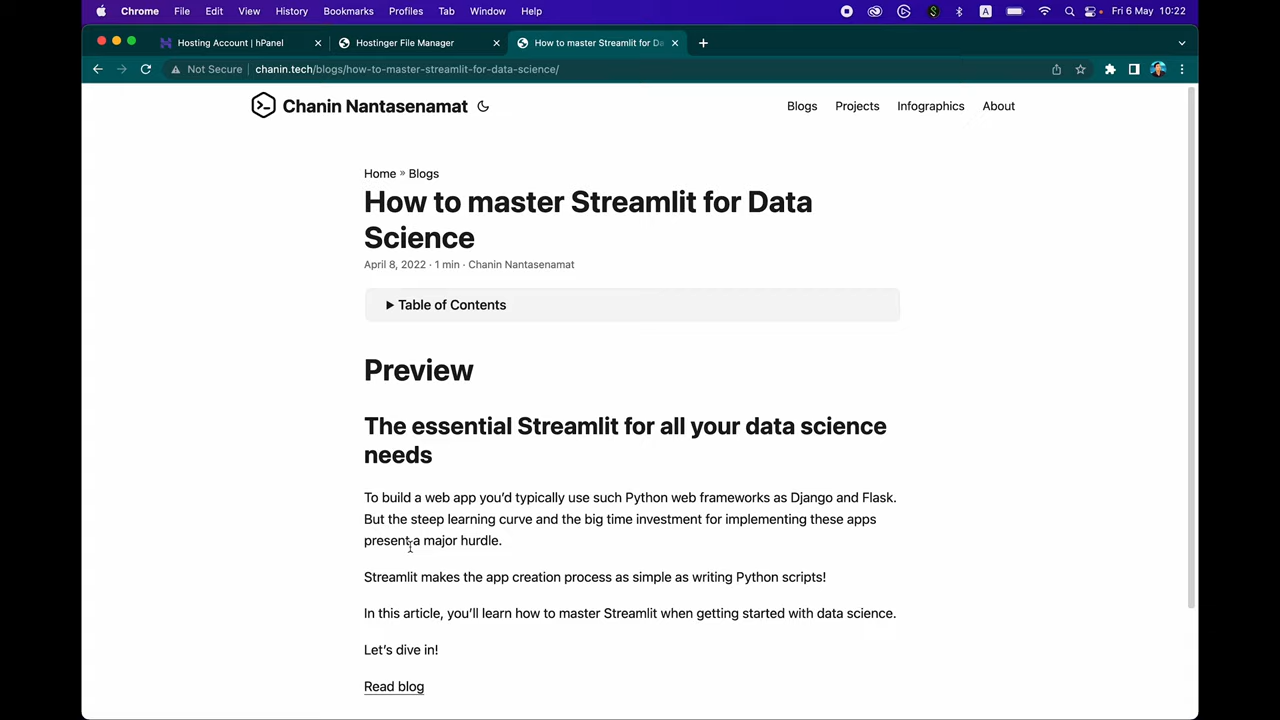 Chrome File Edit View History Bookmarks Profiles Tab Window Help A Fri 6 May 10:22
Hosting Account | hPanel Hostinger File Manager How to master Streamlit for Da
Not Secure chanin.tech/blogs/how-to-master-streamlit-for-data-science/
Chanin Nantasenamat Blogs Projects Infographics About
Home » Blogs
How to master Streamlit for Data
Science
April 8, 2022 · 1 min · Chanin Nantasenamat
Table of Contents
Preview
The essential Streamlit for all your data science
needs
To build a web app you’d typically use such Python web frameworks as Django and Flask.
But the steep learning curve and the big time investment for implementing these apps
present a major hurdle.
Streamlit makes the app creation process as simple as writing Python scripts!
In this article, you’ll learn how to master Streamlit when getting started with data science.
Let’s dive in!
Read blog